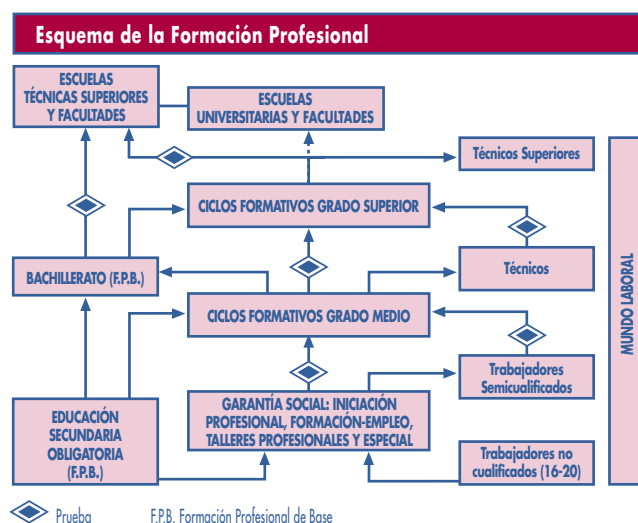 Esquema de la Formación Profesional
ESCUELAS
TÉCNICAS SUPERIORES
Y FACULTADES
ESCUELAS
UNIVERSITARIAS Y FACULTADES
Técnicos Superiores
CICLOS FORMATIVOS GRADO SUPERIOR
BACHILLERATO (F.P.B.)
Técnicos
CICLOS FORMATIVOS GRADO MEDIO
Trabajadores
Semicualificados
EDUCACIÓN
SECUNDARIA
OBLIGATORIA
(F.P.B.)
GARANTÍA SOCIAL: INICIACIÓN
PROFESIONAL, FORMACIÓN-EMPLEO,
TALLERES PROFESIONALES Y ESPECIAL
Trabajadores no
cualificados (16-20)
MUNDO LABORAL
Prueba
F.P.B. Formación Profesional de Base